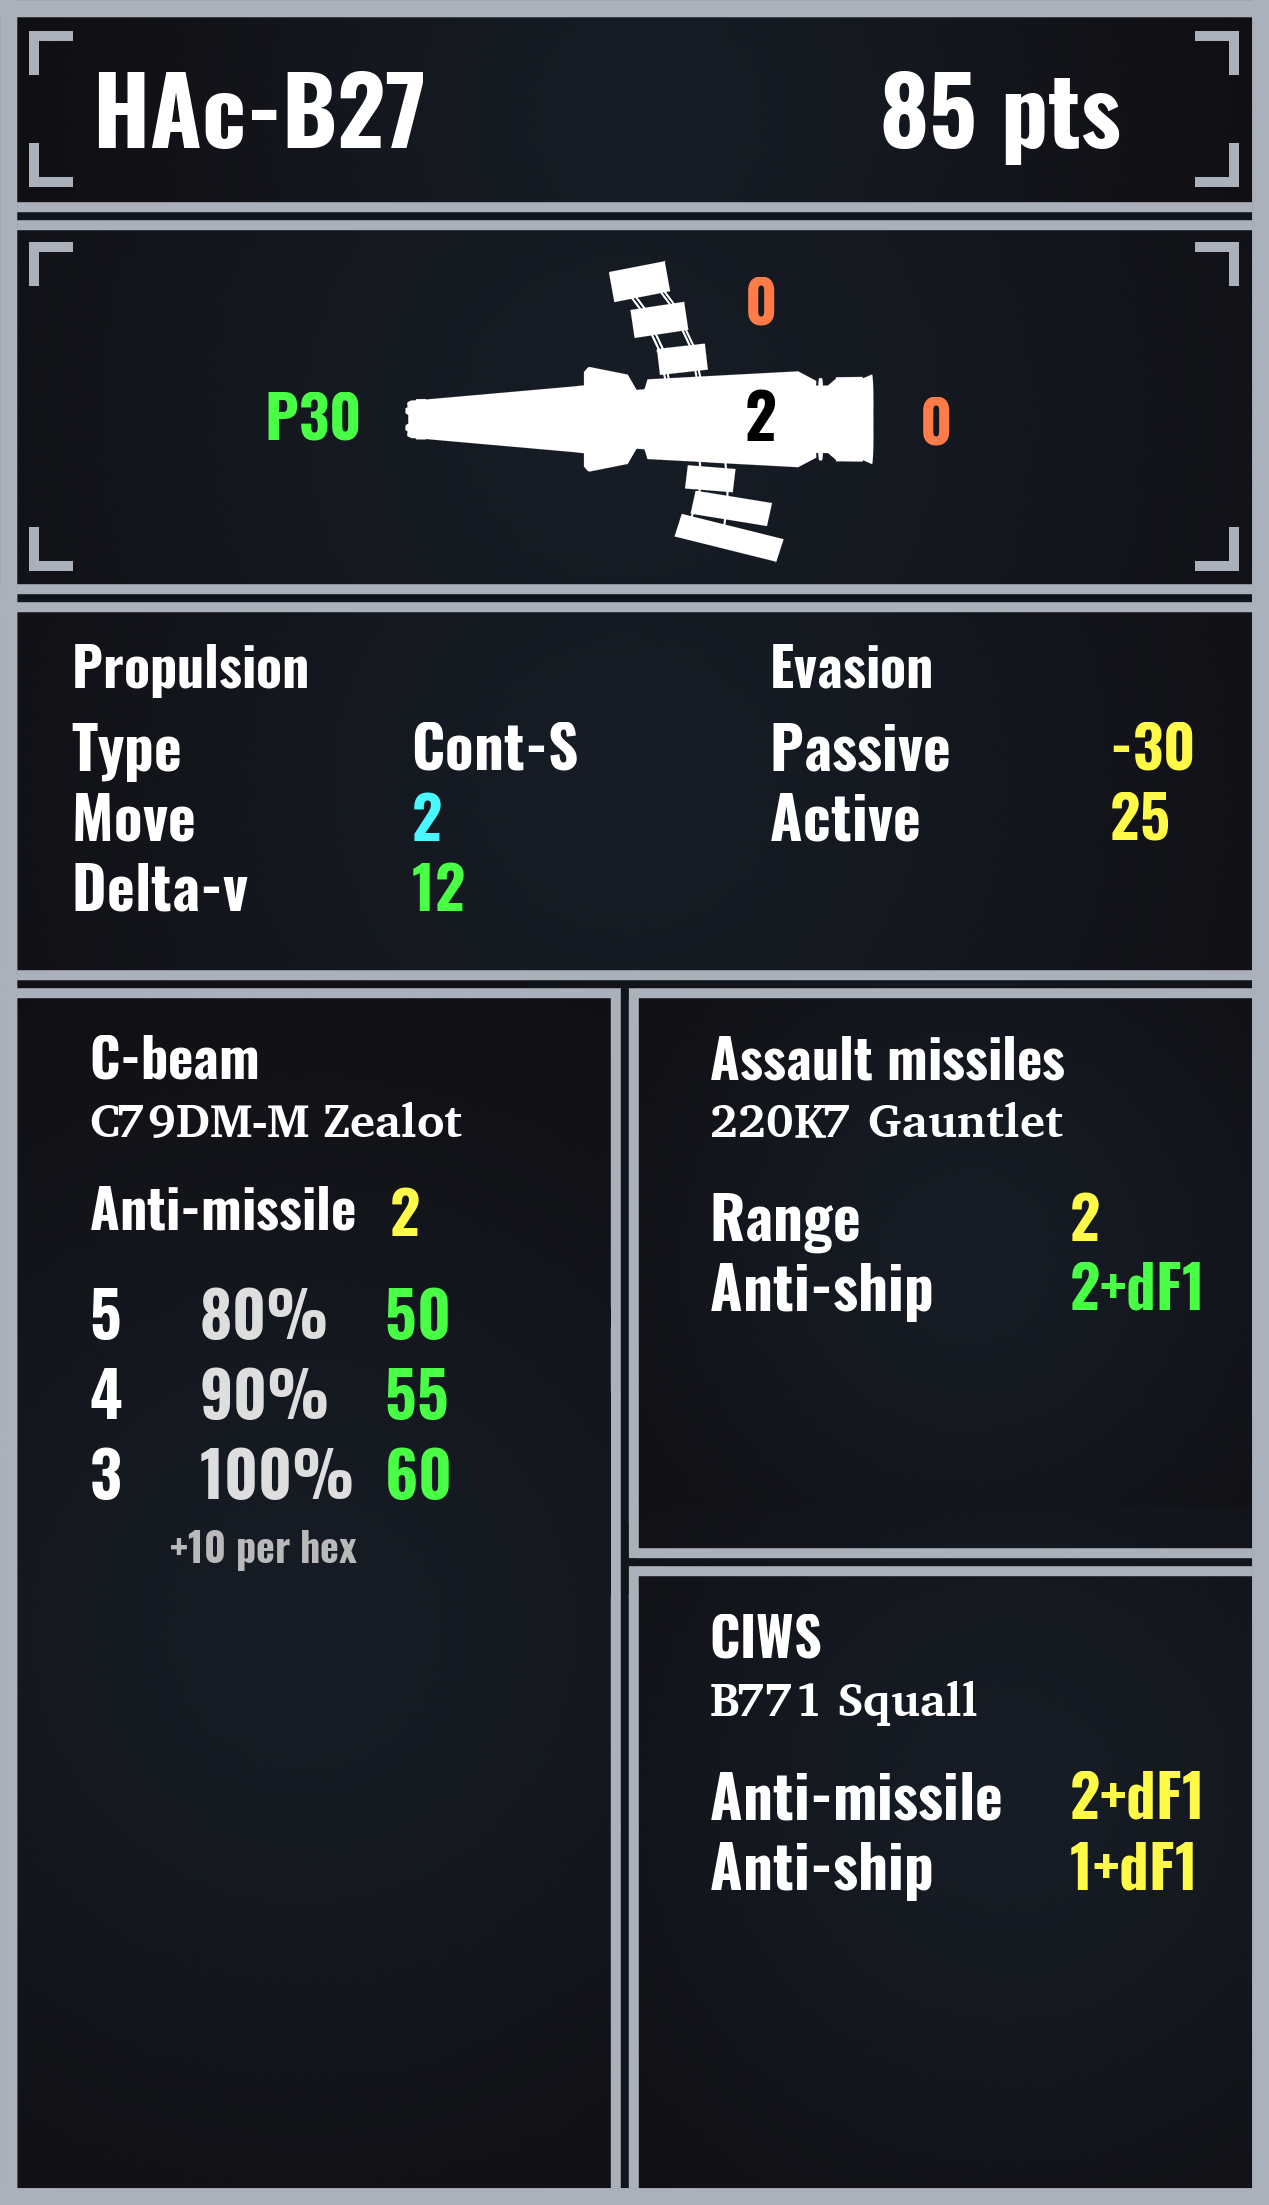 HAc-B27 85 pts
0
P30 2 0
Propulsion
Type Cont-S
Move 2
Delta-v 12
Evasion
Passive -30
Active 25
C-beam
C79DM-M Zealot
Anti-missile 2
5 80% 50
4 90% 55
3 100% 60
+10 per hex
Assault missiles
220K7 Gauntlet
Range 2
Anti-ship 2+dF1
CIWS
B771 Squall
Anti-missile 2+dF1
Anti-ship 1+dF1